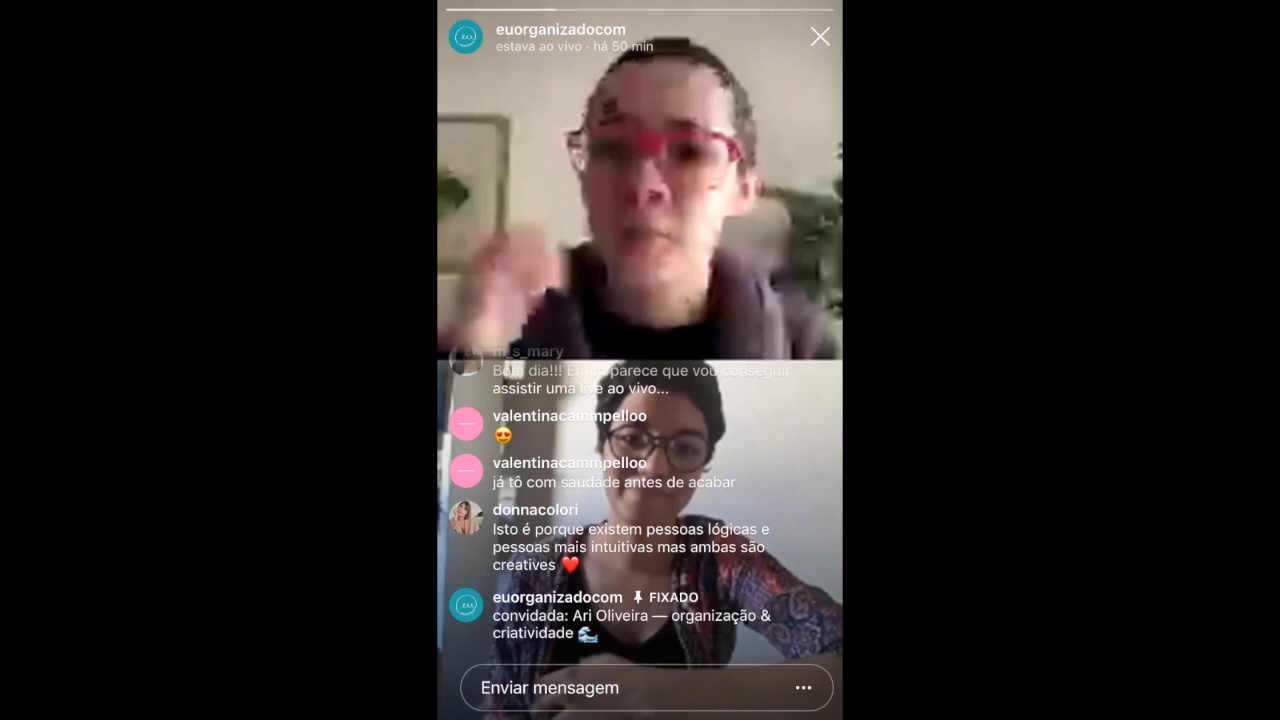 euorganizadocom
estava ao vivo · há 50 min
m_s_mary
Bom dia!!! Enfim parece que vou conseguir
assistir uma live ao vivo...
valentinacammpelloo
😍
valentinacammpelloo
já tô com saudade antes de acabar
donnacolori
Isto é porque existem pessoas lógicas e
pessoas mais intuitivas mas ambas são
creatives ❤️
euorganizadocom FIXADO
convidada: Ari Oliveira — organização &
criatividade 🌊
Enviar mensagem